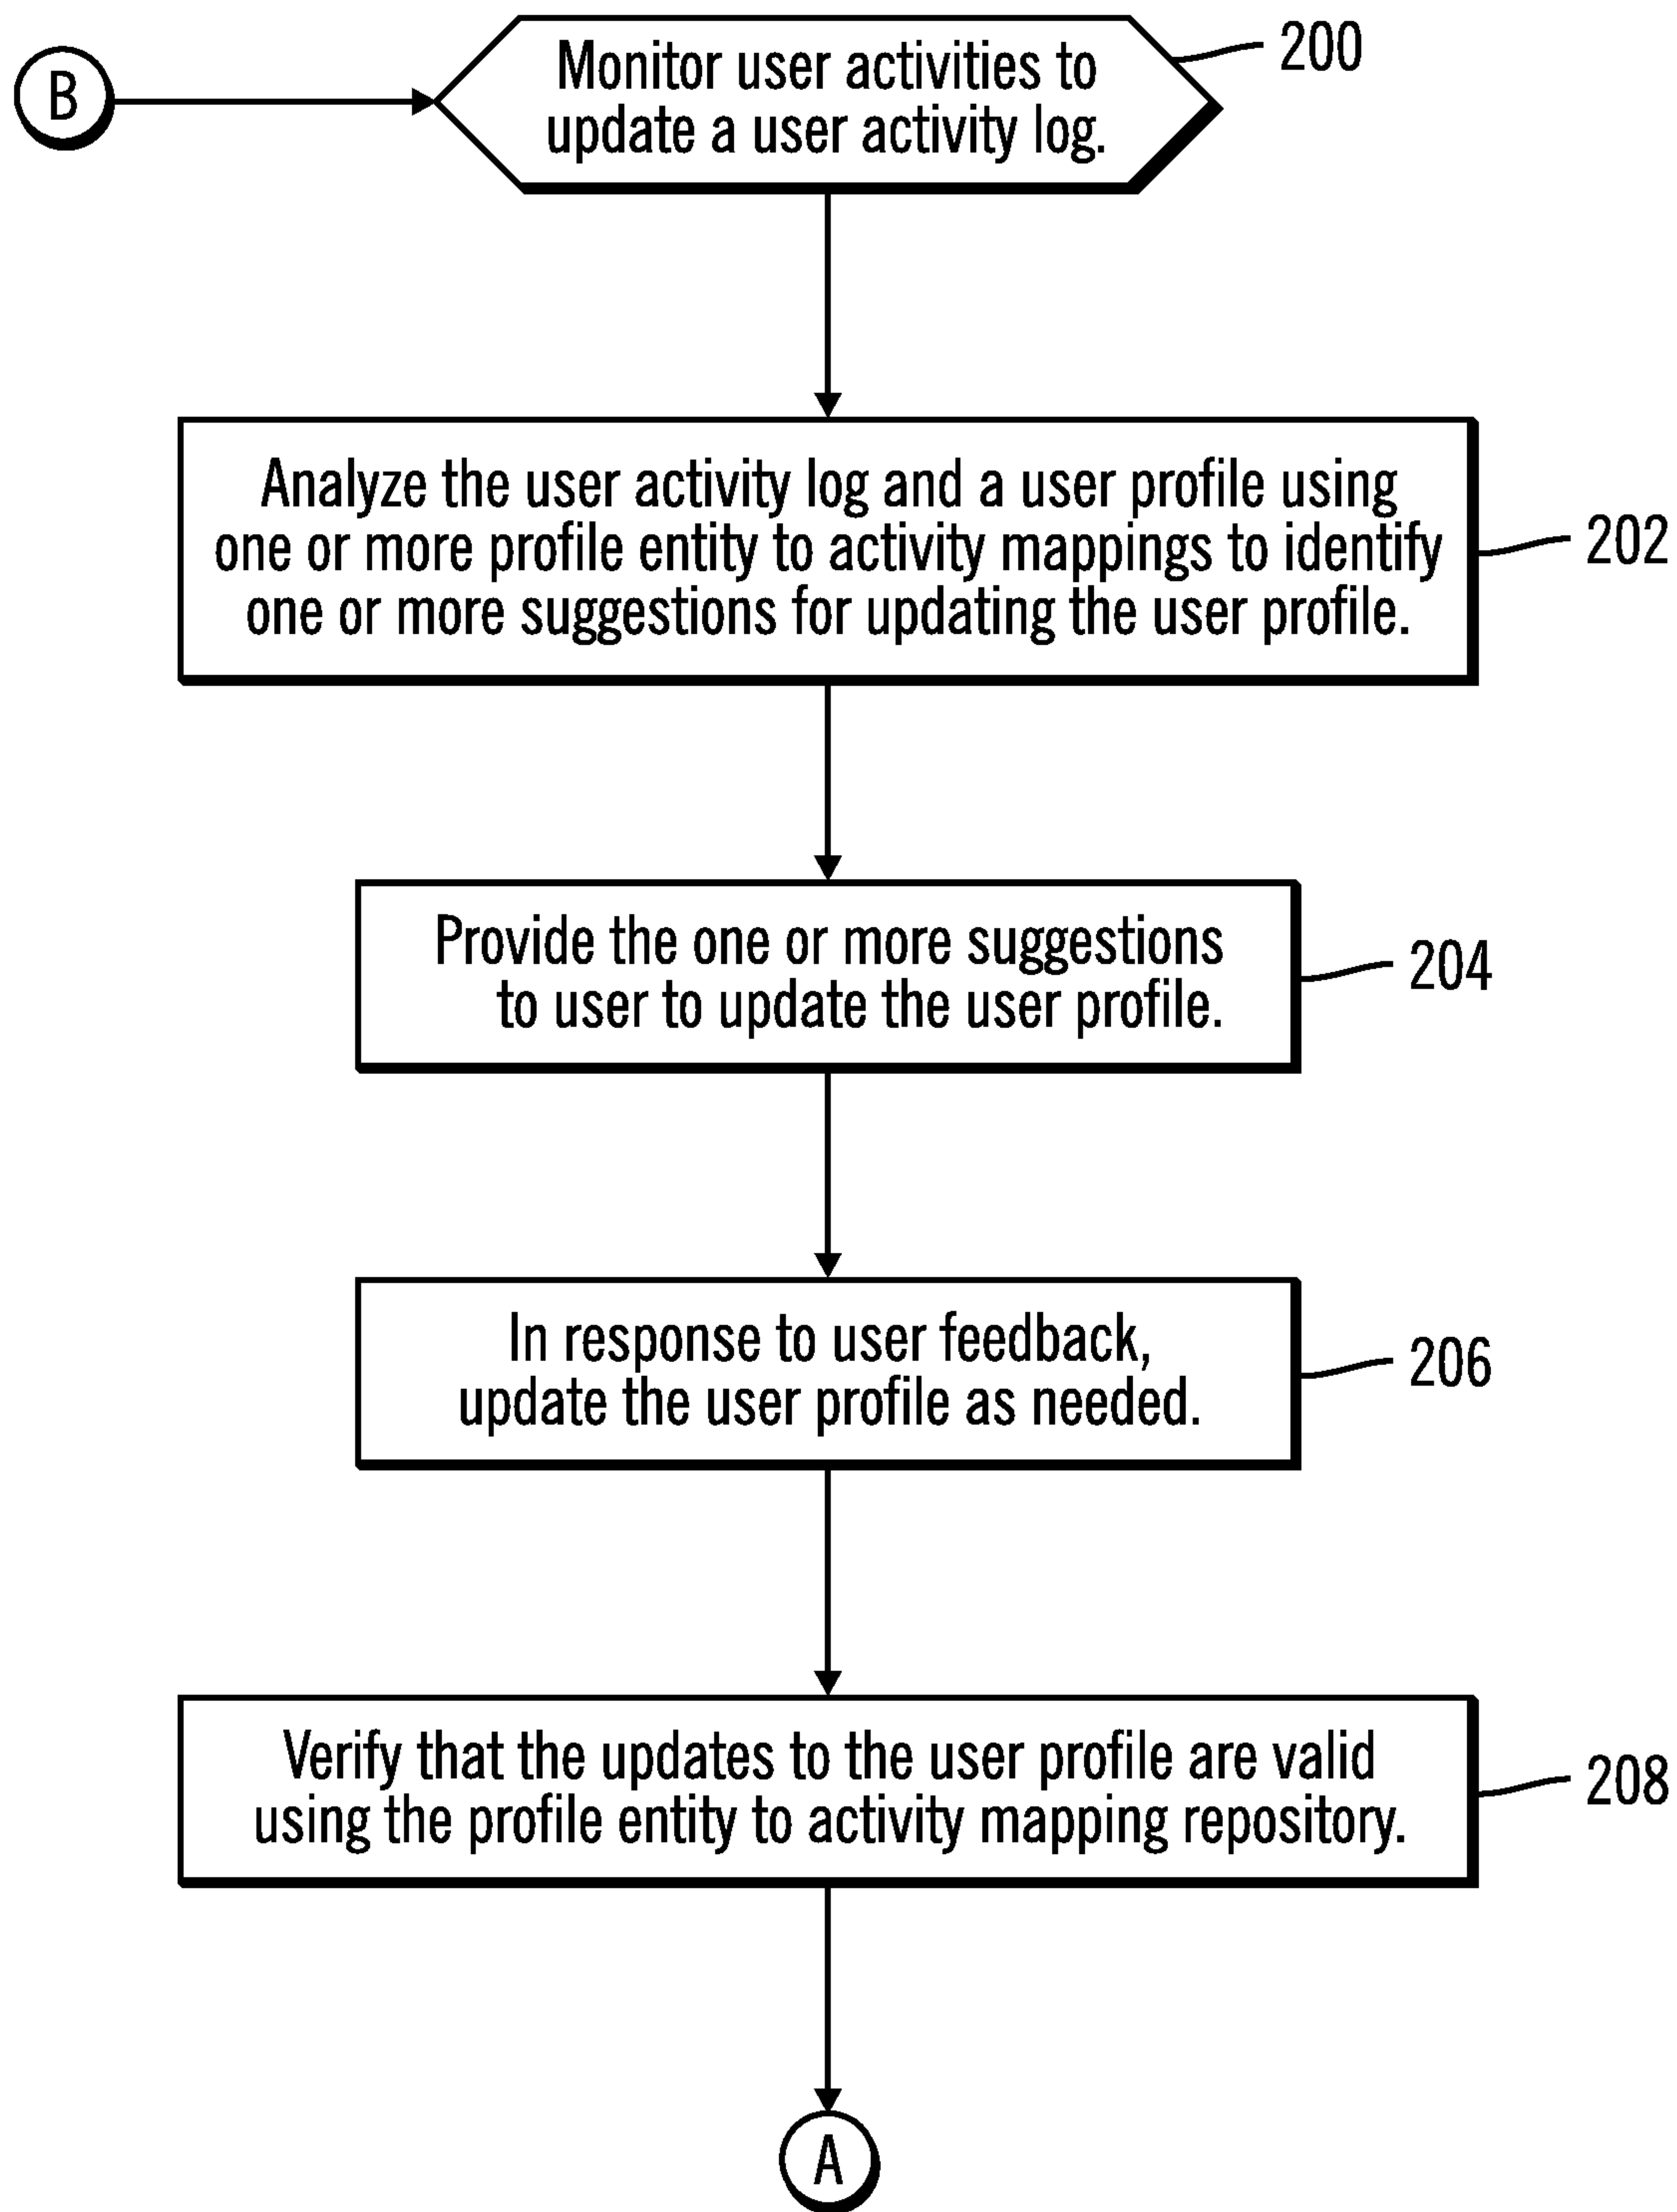 B
Monitor user activities to
update a user activity log.
200
Analyze the user activity log and a user profile using
one or more profile entity to activity mappings to identify
one or more suggestions for updating the user profile.
202
Provide the one or more suggestions
to user to update the user profile.
204
In response to user feedback,
update the user profile as needed.
206
Verify that the updates to the user profile are valid
using the profile entity to activity mapping repository.
208
A